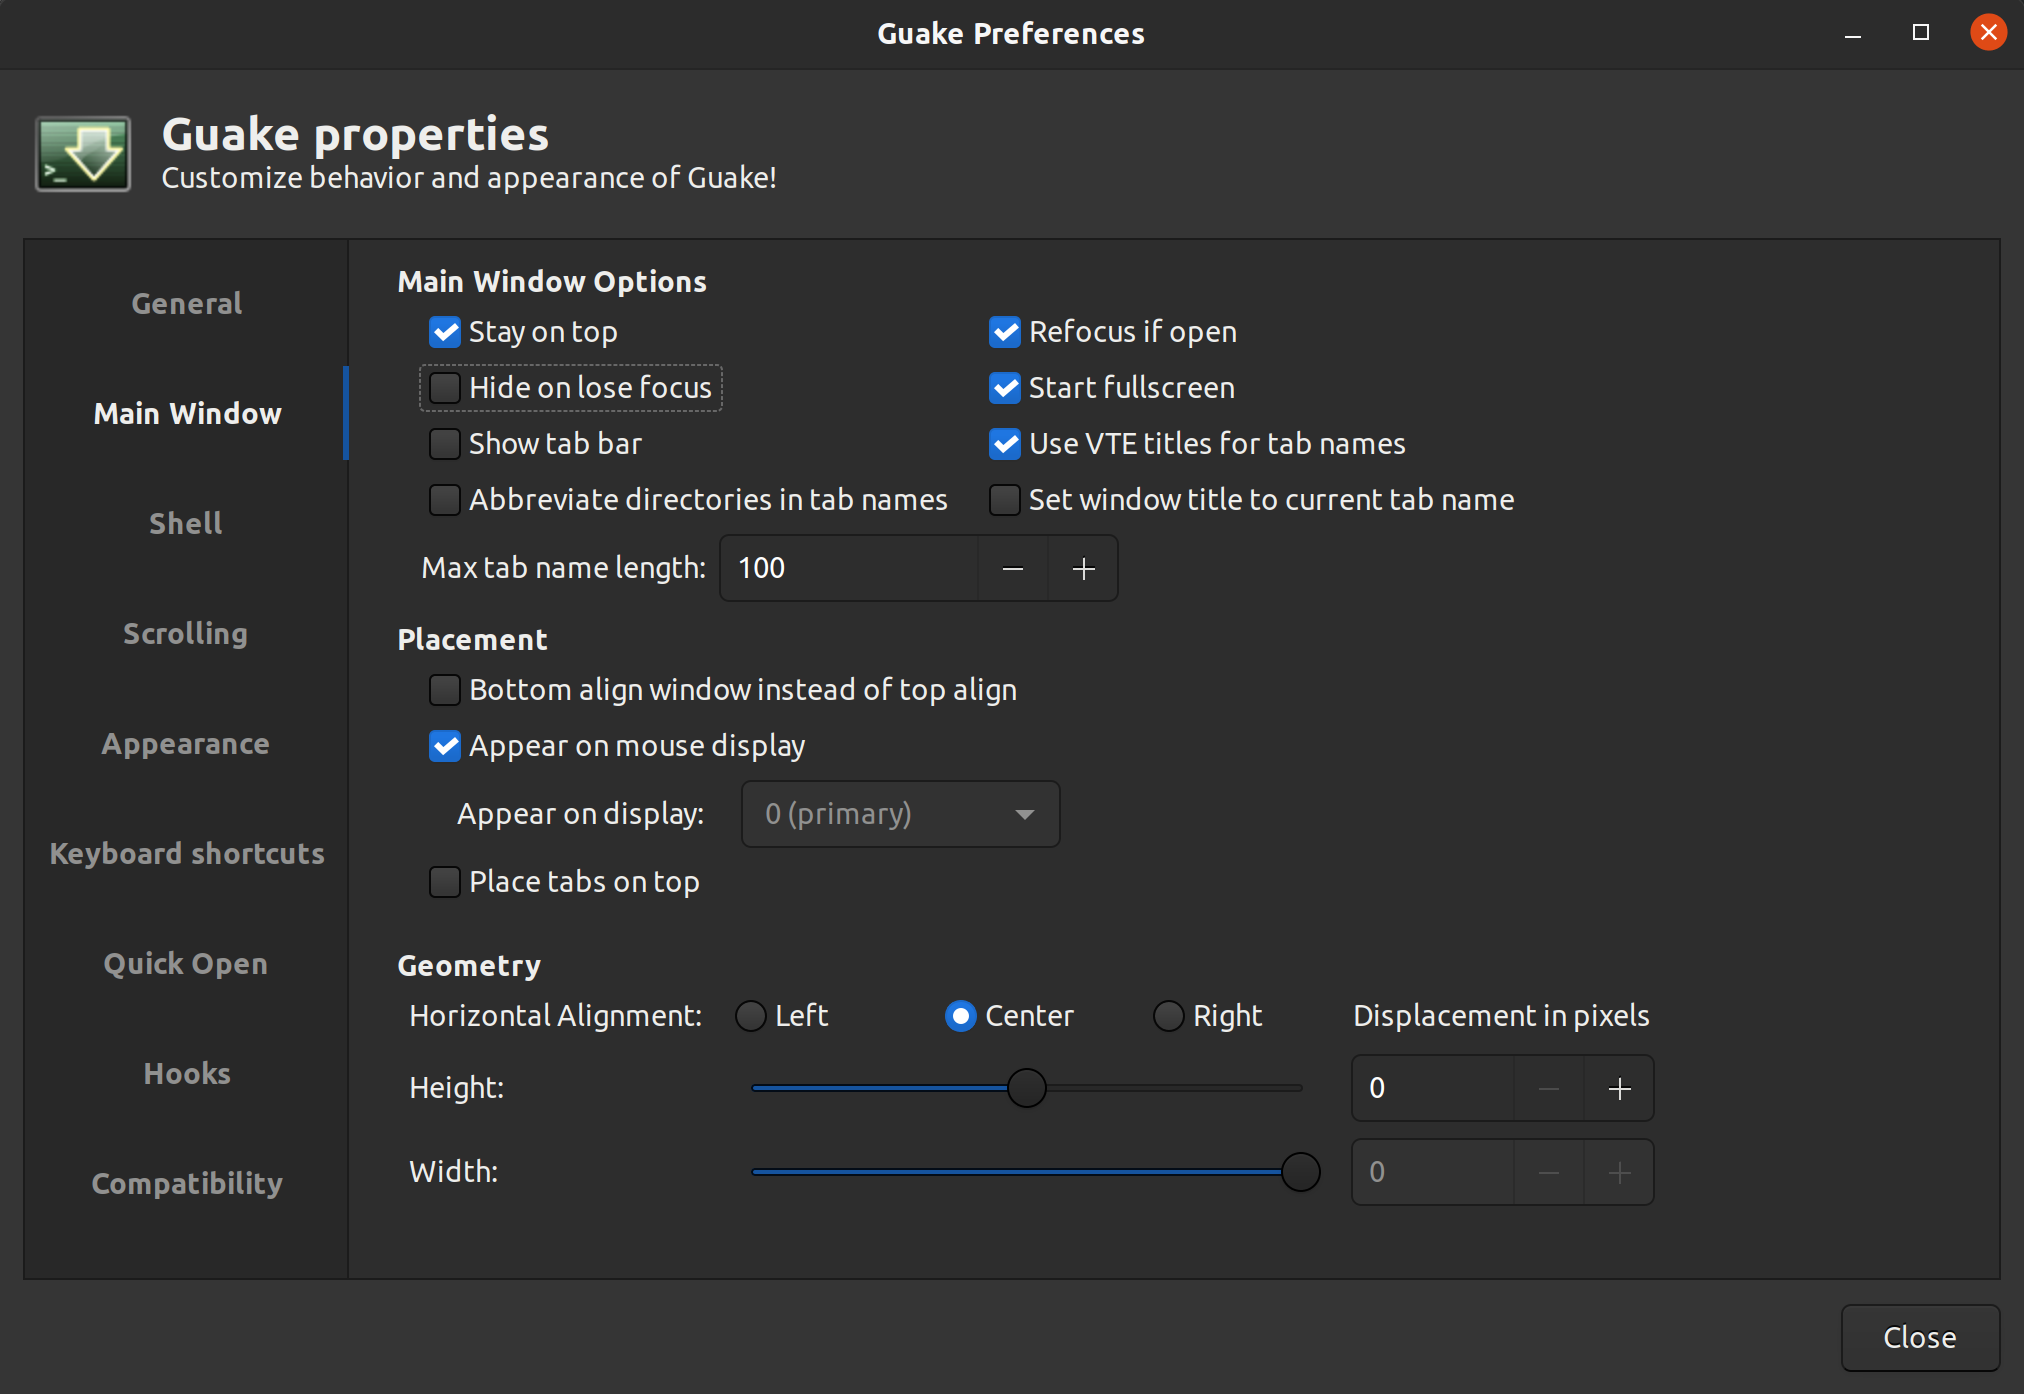 Guake Preferences
Guake properties
Customize behavior and appearance of Guake!
General
Main Window
Shell
Scrolling
Appearance
Keyboard shortcuts
Quick Open
Hooks
Compatibility
Main Window Options
Stay on top
Refocus if open
Hide on lose focus
Start fullscreen
Show tab bar
Use VTE titles for tab names
Abbreviate directories in tab names
Set window title to current tab name
Max tab name length: 100
Placement
Bottom align window instead of top align
Appear on mouse display
Appear on display: 0 (primary)
Place tabs on top
Geometry
Horizontal Alignment: Left Center Right Displacement in pixels
Height: 0
Width: 0
Close